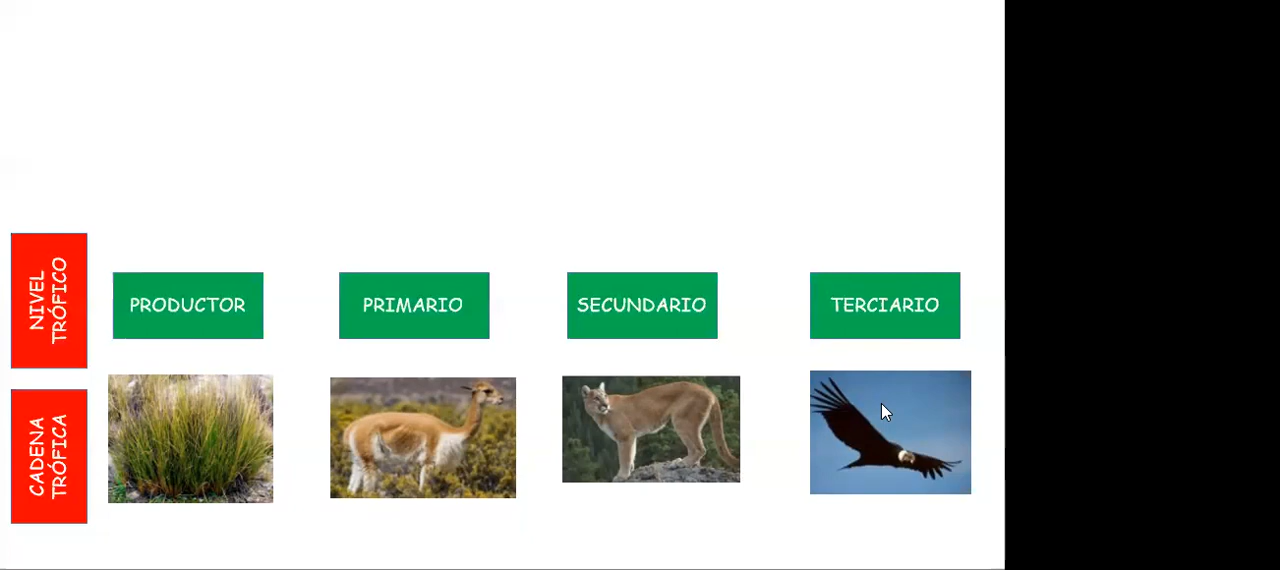 NIVEL
TRÓFICO
PRODUCTOR
PRIMARIO
SECUNDARIO
TERCIARIO
CADENA
TRÓFICA